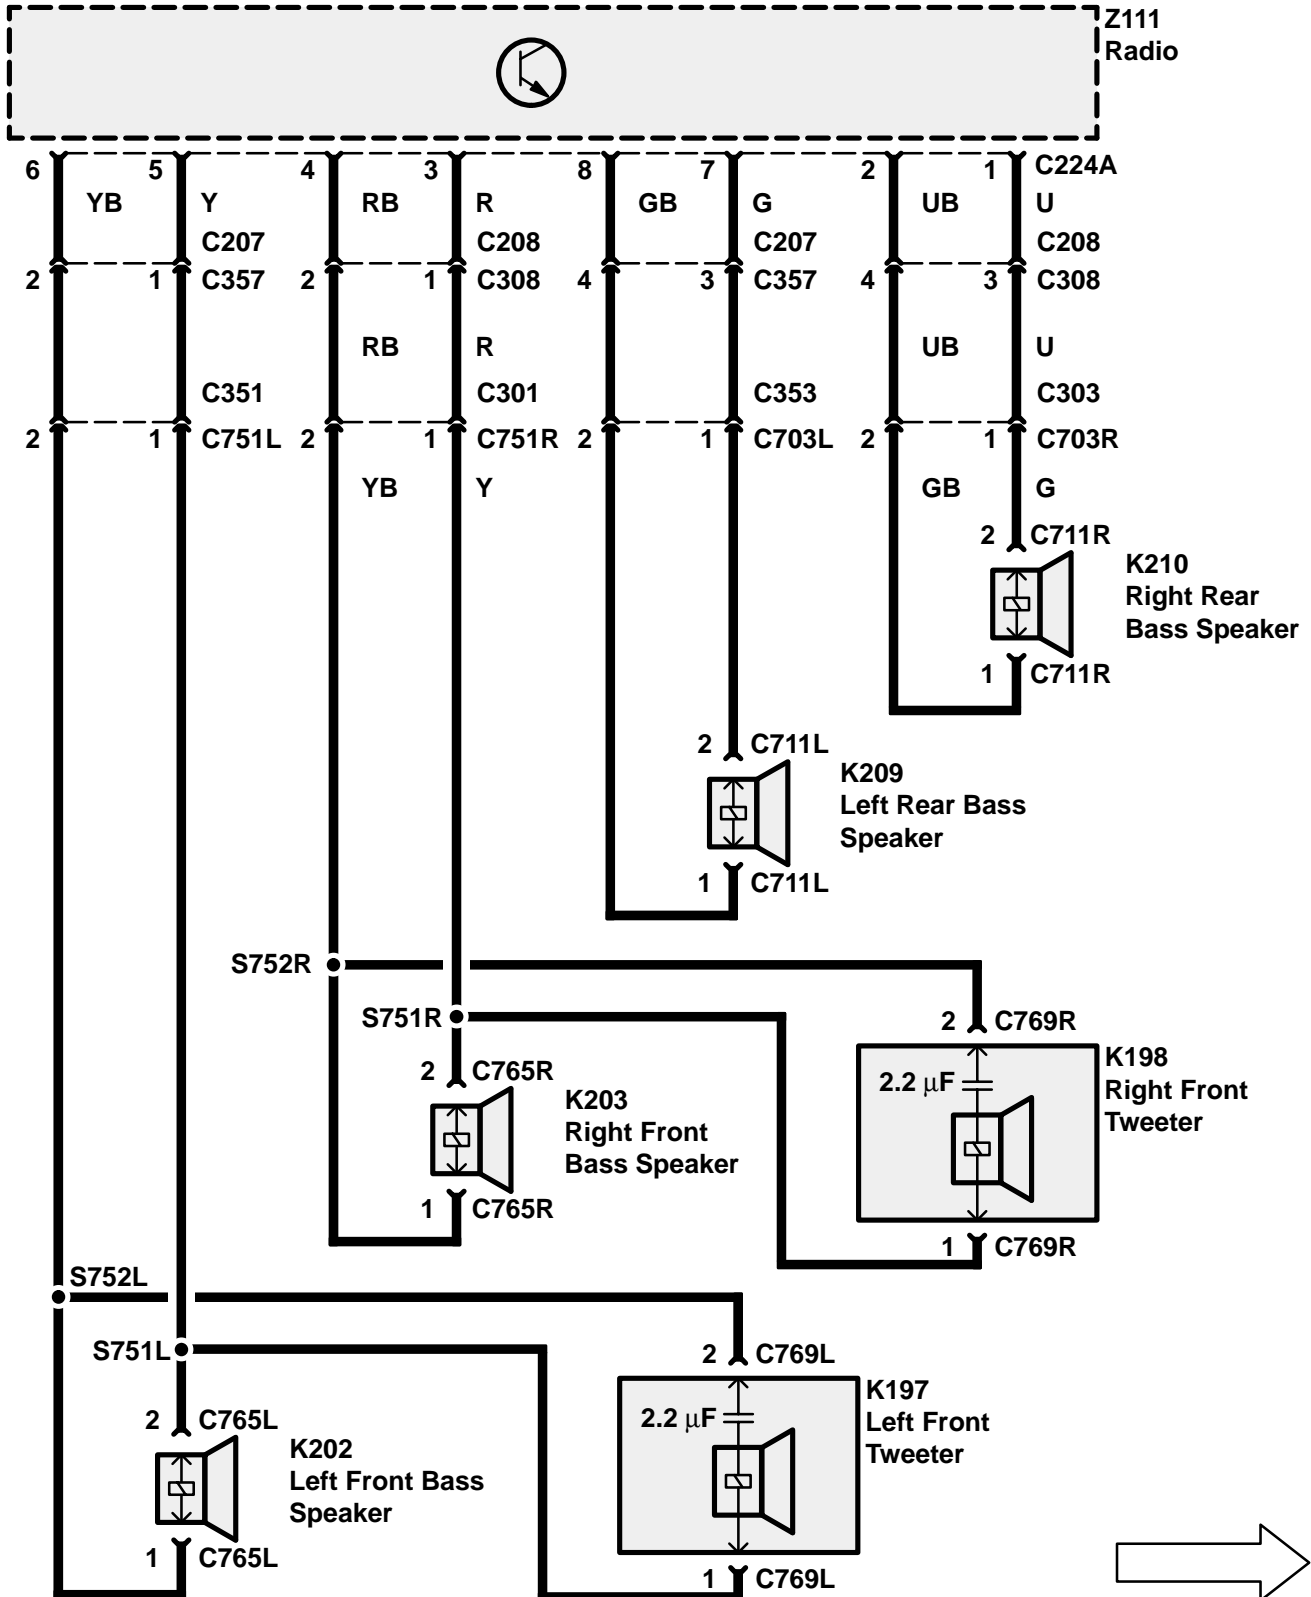 Z111
Radio
6 5 4 3 8 7 2 1 C224A
YB Y RB R GB G UB U
C207 C208 C207 C208
2 1 C357 2 1 C308 4 3 C357 4 3 C308
RB R UB U
C351 C301 C353 C303
2 1 C751L 2 1 C751R 2 1 C703L 2 1 C703R
YB Y GB G
2 C711R
K210
Right Rear
Bass Speaker
1 C711R
2 C711L
K209
Left Rear Bass
Speaker
1 C711L
S752R
S751R
2 C769R
2 C765R
K198
Right Front
Tweeter
2.2 μF
K203
Right Front
Bass Speaker
1 C765R
1 C769R
S752L
S751L
2 C769L
K197
Left Front
Tweeter
2.2 μF
2 C765L
K202
Left Front Bass
Speaker
1 C765L
1 C769L